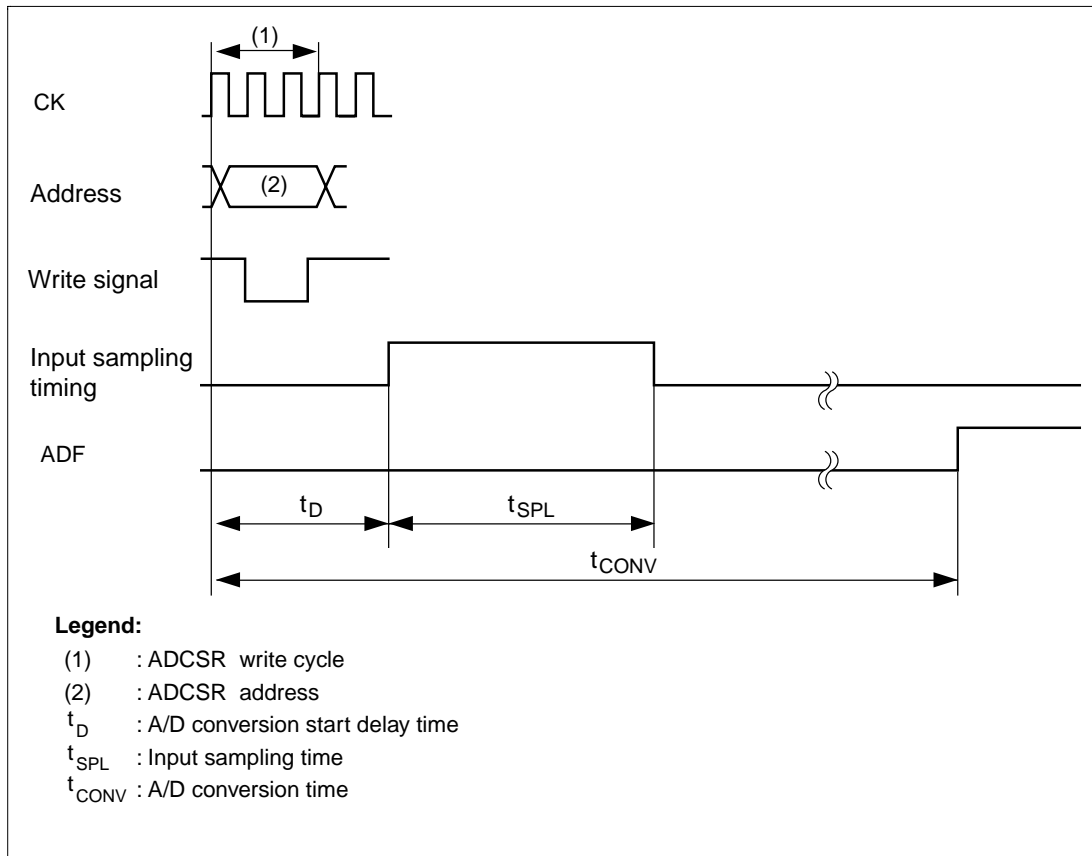 (1)
CK
(2)
Address
Write signal
Input sampling
timing
ADF
tD
tSPL
tCONV
Legend:
(1) : ADCSR write cycle
(2) : ADCSR address
tD : A/D conversion start delay time
tSPL : Input sampling time
tCONV : A/D conversion time